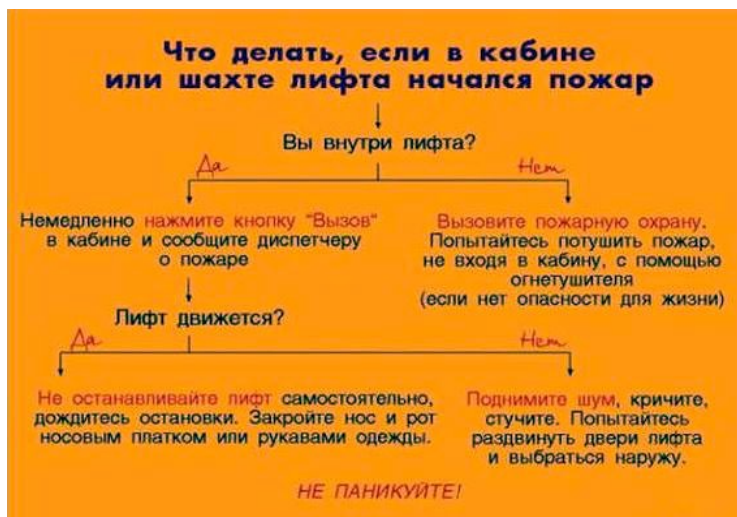 Что делать, если в кабине
или шахте лифта начался пожар
Вы внутри лифта?
Да
Нет
Немедленно нажмите кнопку "Вызов"
в кабине и сообщите диспетчеру
о пожаре
Вызовите пожарную охрану.
Попытайтесь потушить пожар,
не входя в кабину, с помощью
огнетушителя
(если нет опасности для жизни)
Лифт движется?
Да
Нет
Не останавливайте лифт самостоятельно,
дождитесь остановки. Закройте нос и рот
носовым платком или рукавами одежды.
Поднимите шум, кричите,
стучите. Попытайтесь
раздвинуть двери лифта
и выбраться наружу.
НЕ ПАНИКУЙТЕ!